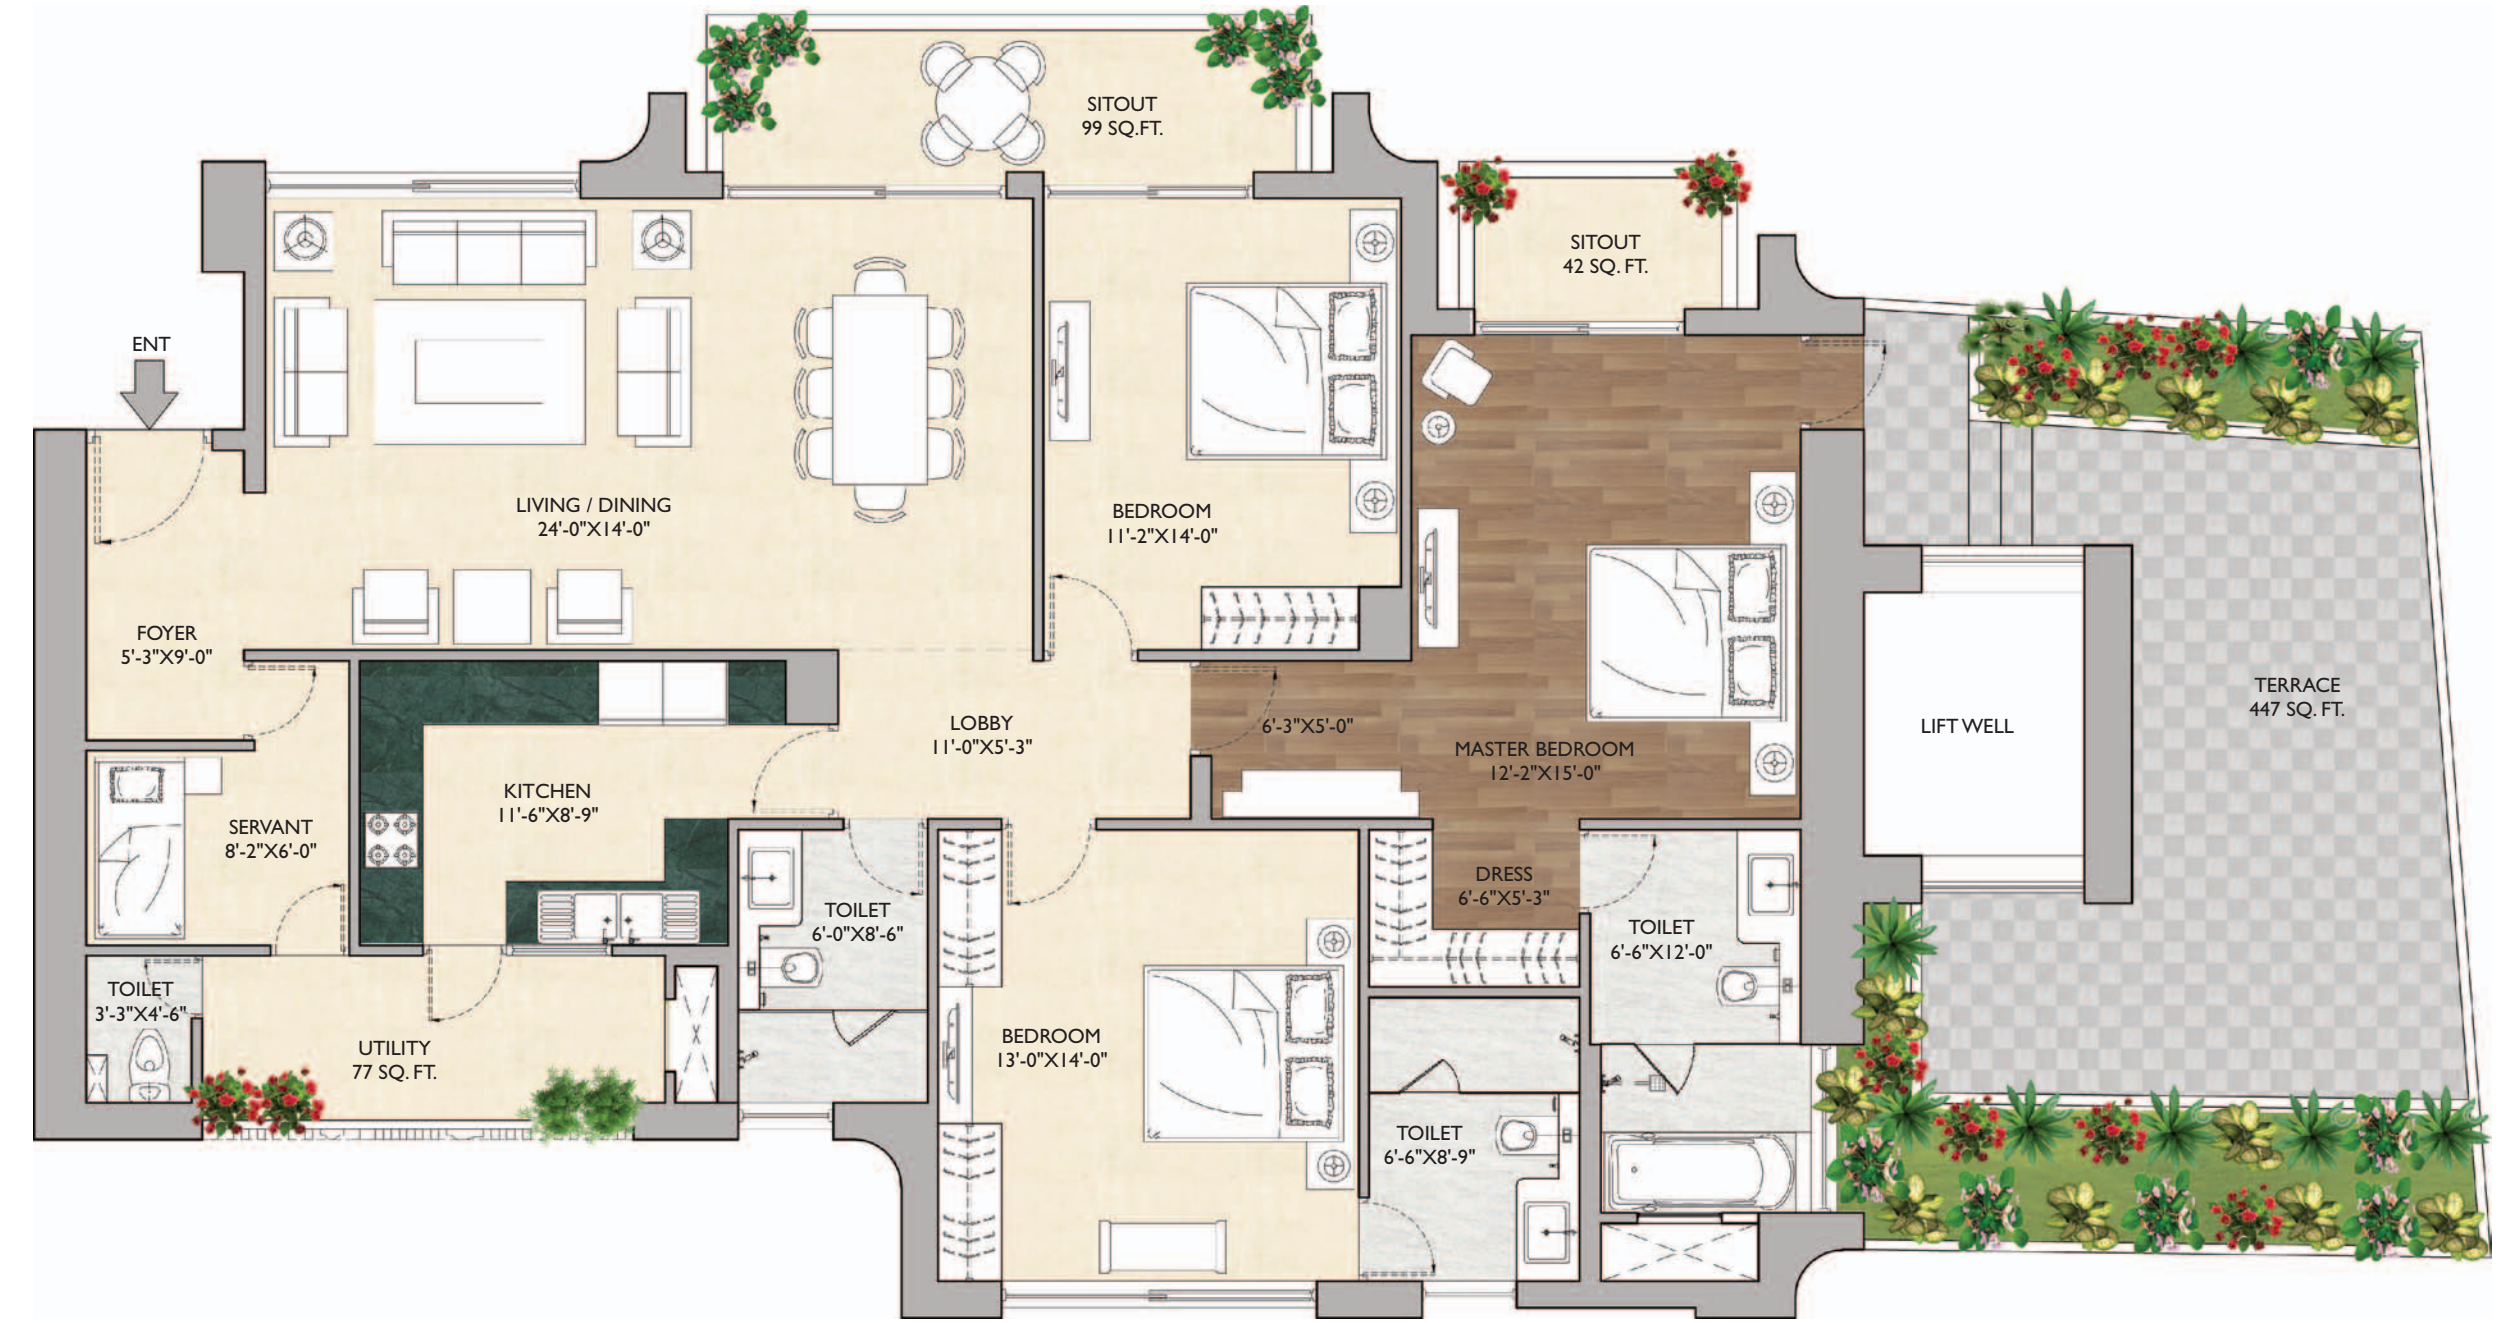 SITOUT
99 SQ.FT.
SITOUT
42 SQ. FT.
ENT
LIVING / DINING
24'-0"X14'-0"
BEDROOM
11'-2"X14'-0"
FOYER
5'-3"X9'-0"
LOBBY
11'-0"X5'-3"
6'-3"X5'-0"
MASTER BEDROOM
12'-2"X15'-0"
LIFT WELL
TERRACE
447 SQ. FT.
KITCHEN
11'-6"X8'-9"
SERVANT
8'-2"X6'-0"
DRESS
6'-6"X5'-3"
TOILET
6'-0"X8'-6"
TOILET
6'-6"X12'-0"
TOILET
3'-3"X4'-6"
UTILITY
77 SQ. FT.
BEDROOM
13'-0"X14'-0"
TOILET
6'-6"X8'-9"